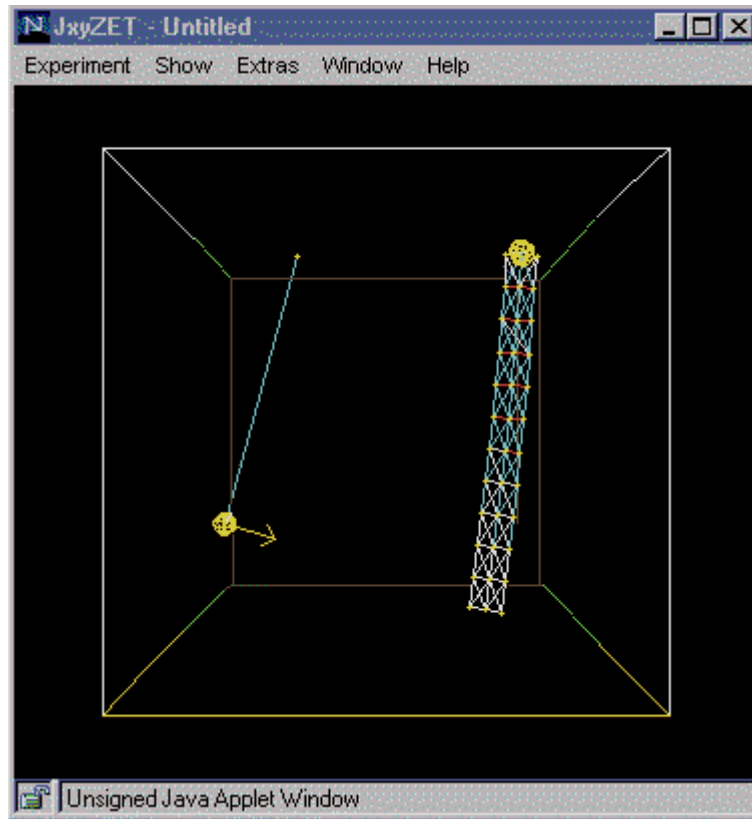 N JxyZET - Untitled
Experiment Show Extras Window Help
Unsigned Java Applet Window